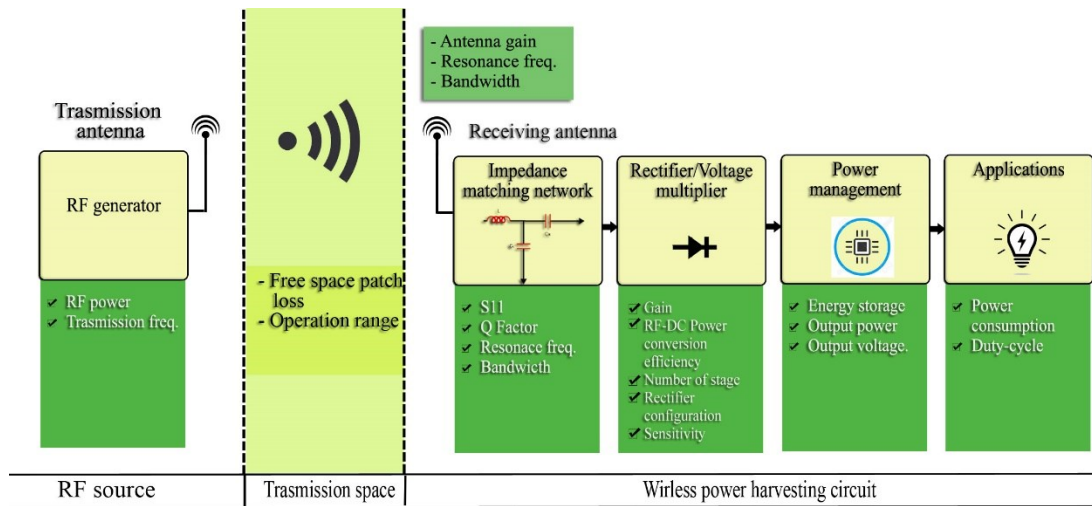 Trasmission
antenna
RF generator
✓ RF power
✓ Trasmission freq.
- Free space patch
loss
- Operation range
- Antenna gain
- Resonance freq.
- Bandwidth
Receiving antenna
Impedance
matching network
✓ S11
✓ Q Factor
✓ Resonace freq.
✓ Bandwicth
Rectifier/Voltage
multiplier
✓ Gain
✓ RF-DC Power
conversion
efficiency
✓ Number of stage
✓ Rectifier
configuration
✓ Sensitivity
Power
management
✓ Energy storage
✓ Output power
✓ Output voltage.
Applications
✓ Power
consumption
✓ Duty-cycle
RF source
Trasmission space
Wirless power harvesting circuit